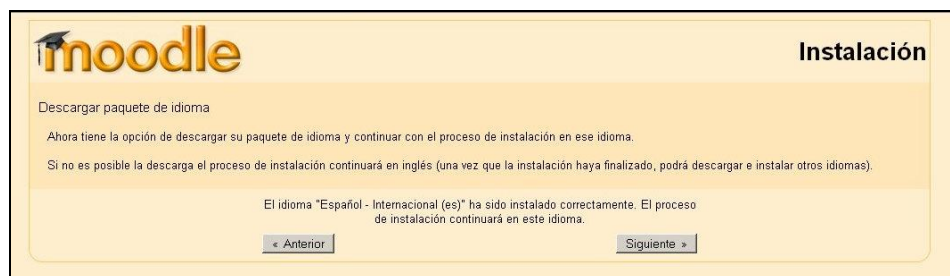 moodle
Instalación
Descargar paquete de idioma
Ahora tiene la opción de descargar su paquete de idioma y continuar con el proceso de instalación en ese idioma.
Si no es posible la descarga el proceso de instalación continuará en inglés (una vez que la instalación haya finalizado, podrá descargar e instalar otros idiomas).
El idioma "Español - Internacional (es)" ha sido instalado correctamente. El proceso
de instalación continuará en este idioma.
« Anterior
Siguiente »